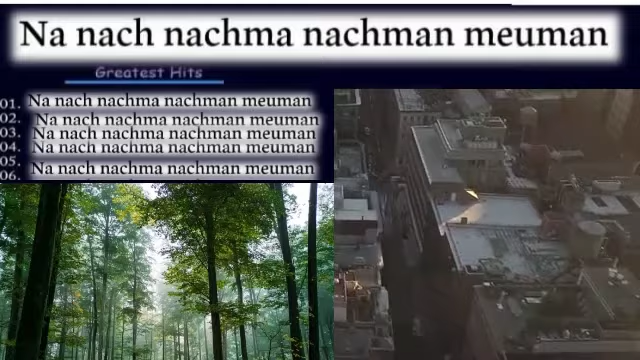 Na nach nachma nachman meuman
Greatest Hits
01. Na nach nachma nachman meuman
02. Na nach nachma nachman meuman
03. Na nach nachma nachman meuman
04. Na nach nachma nachman meuman
05. Na nach nachma nachman meuman
06.